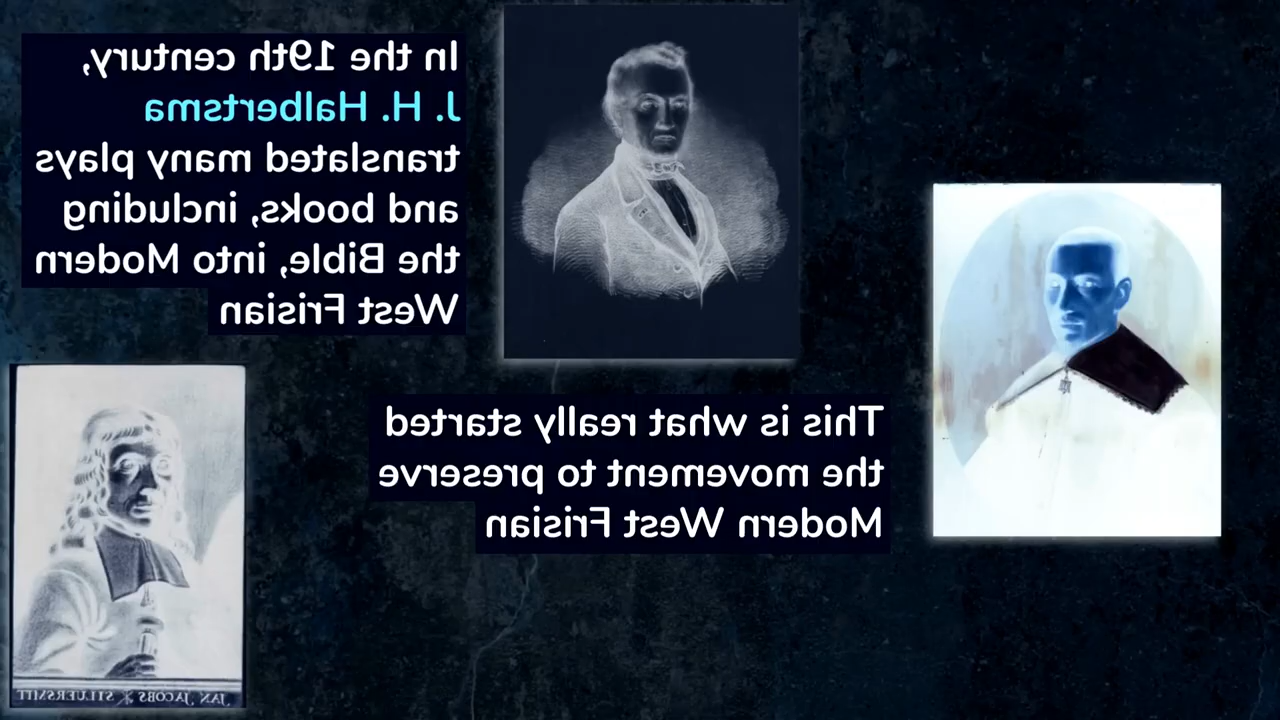 In the 19th century,
J. H. Halbertsma
translated many plays
and books, including
the Bible, into Modern
West Frisian
This is what really started
the movement to preserve
Modern West Frisian
JAN JACOBS STILUERSMIT